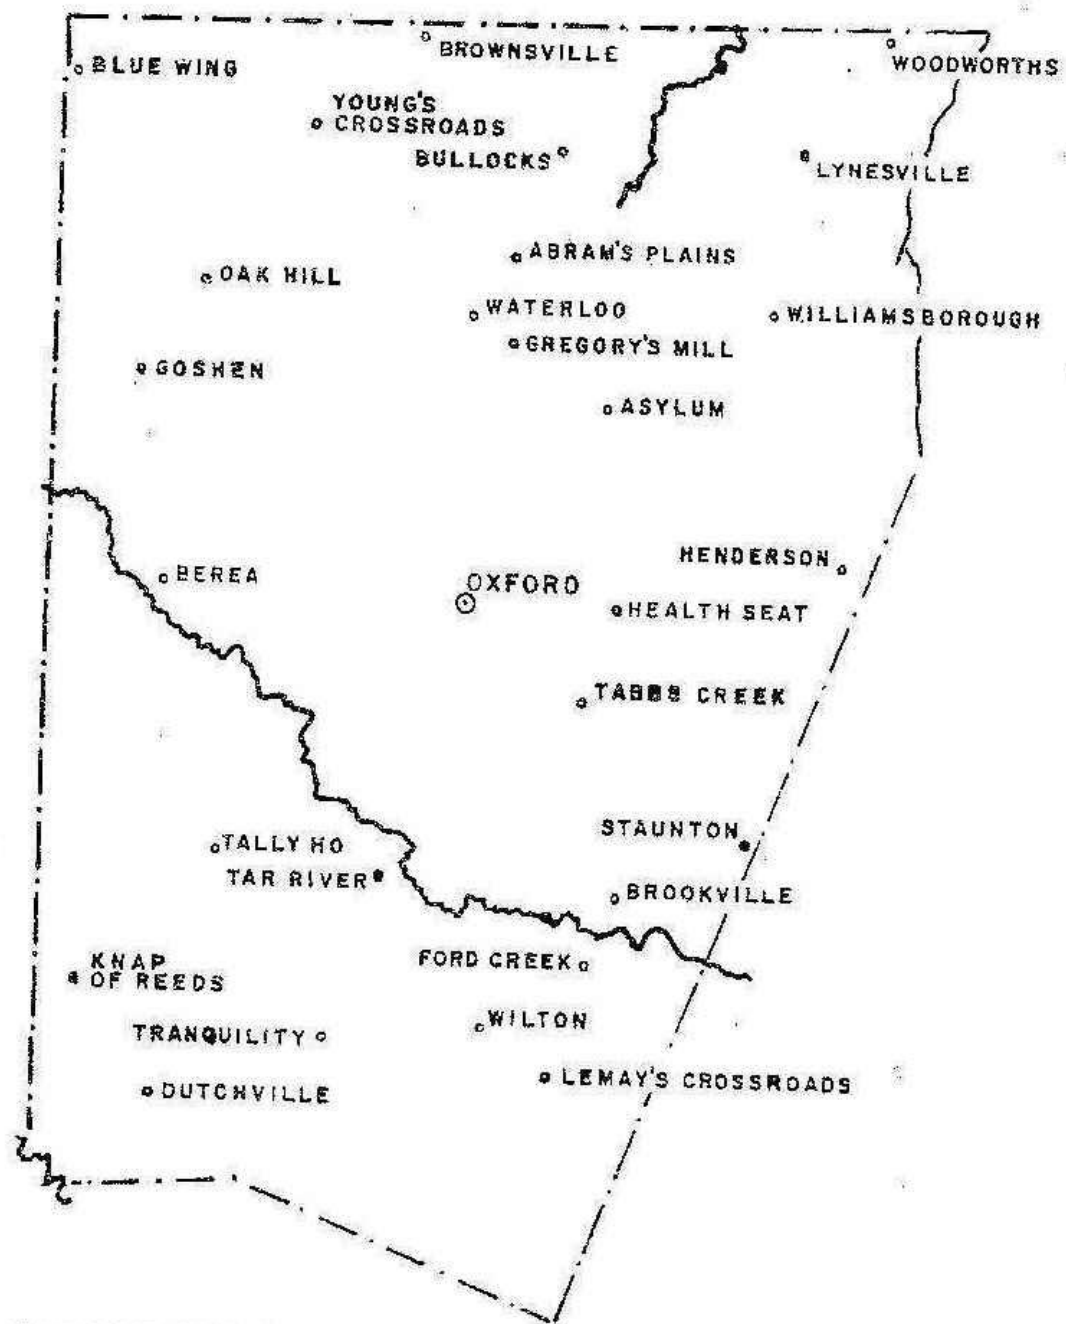 BROWNSVILLE
WOODWORTHS
BLUE WING
YOUNG'S
CROSSROADS
BULLOCKS
LYNESVILLE
ABRAM'S PLAINS
OAK HILL
WATERLOO
WILLIAMSBOROUGH
GREGORY'S MILL
GOSHEN
ASYLUM
HENDERSON
BEREA
OXFORD
HEALTH SEAT
TABBS CREEK
STAUNTON
TALLY HO
TAR RIVER
BROOKVILLE
FORD CREEK
KNAP
OF REEDS
WILTON
TRANQUILITY
LEMAY'S CROSSROADS
DUTCHVILLE